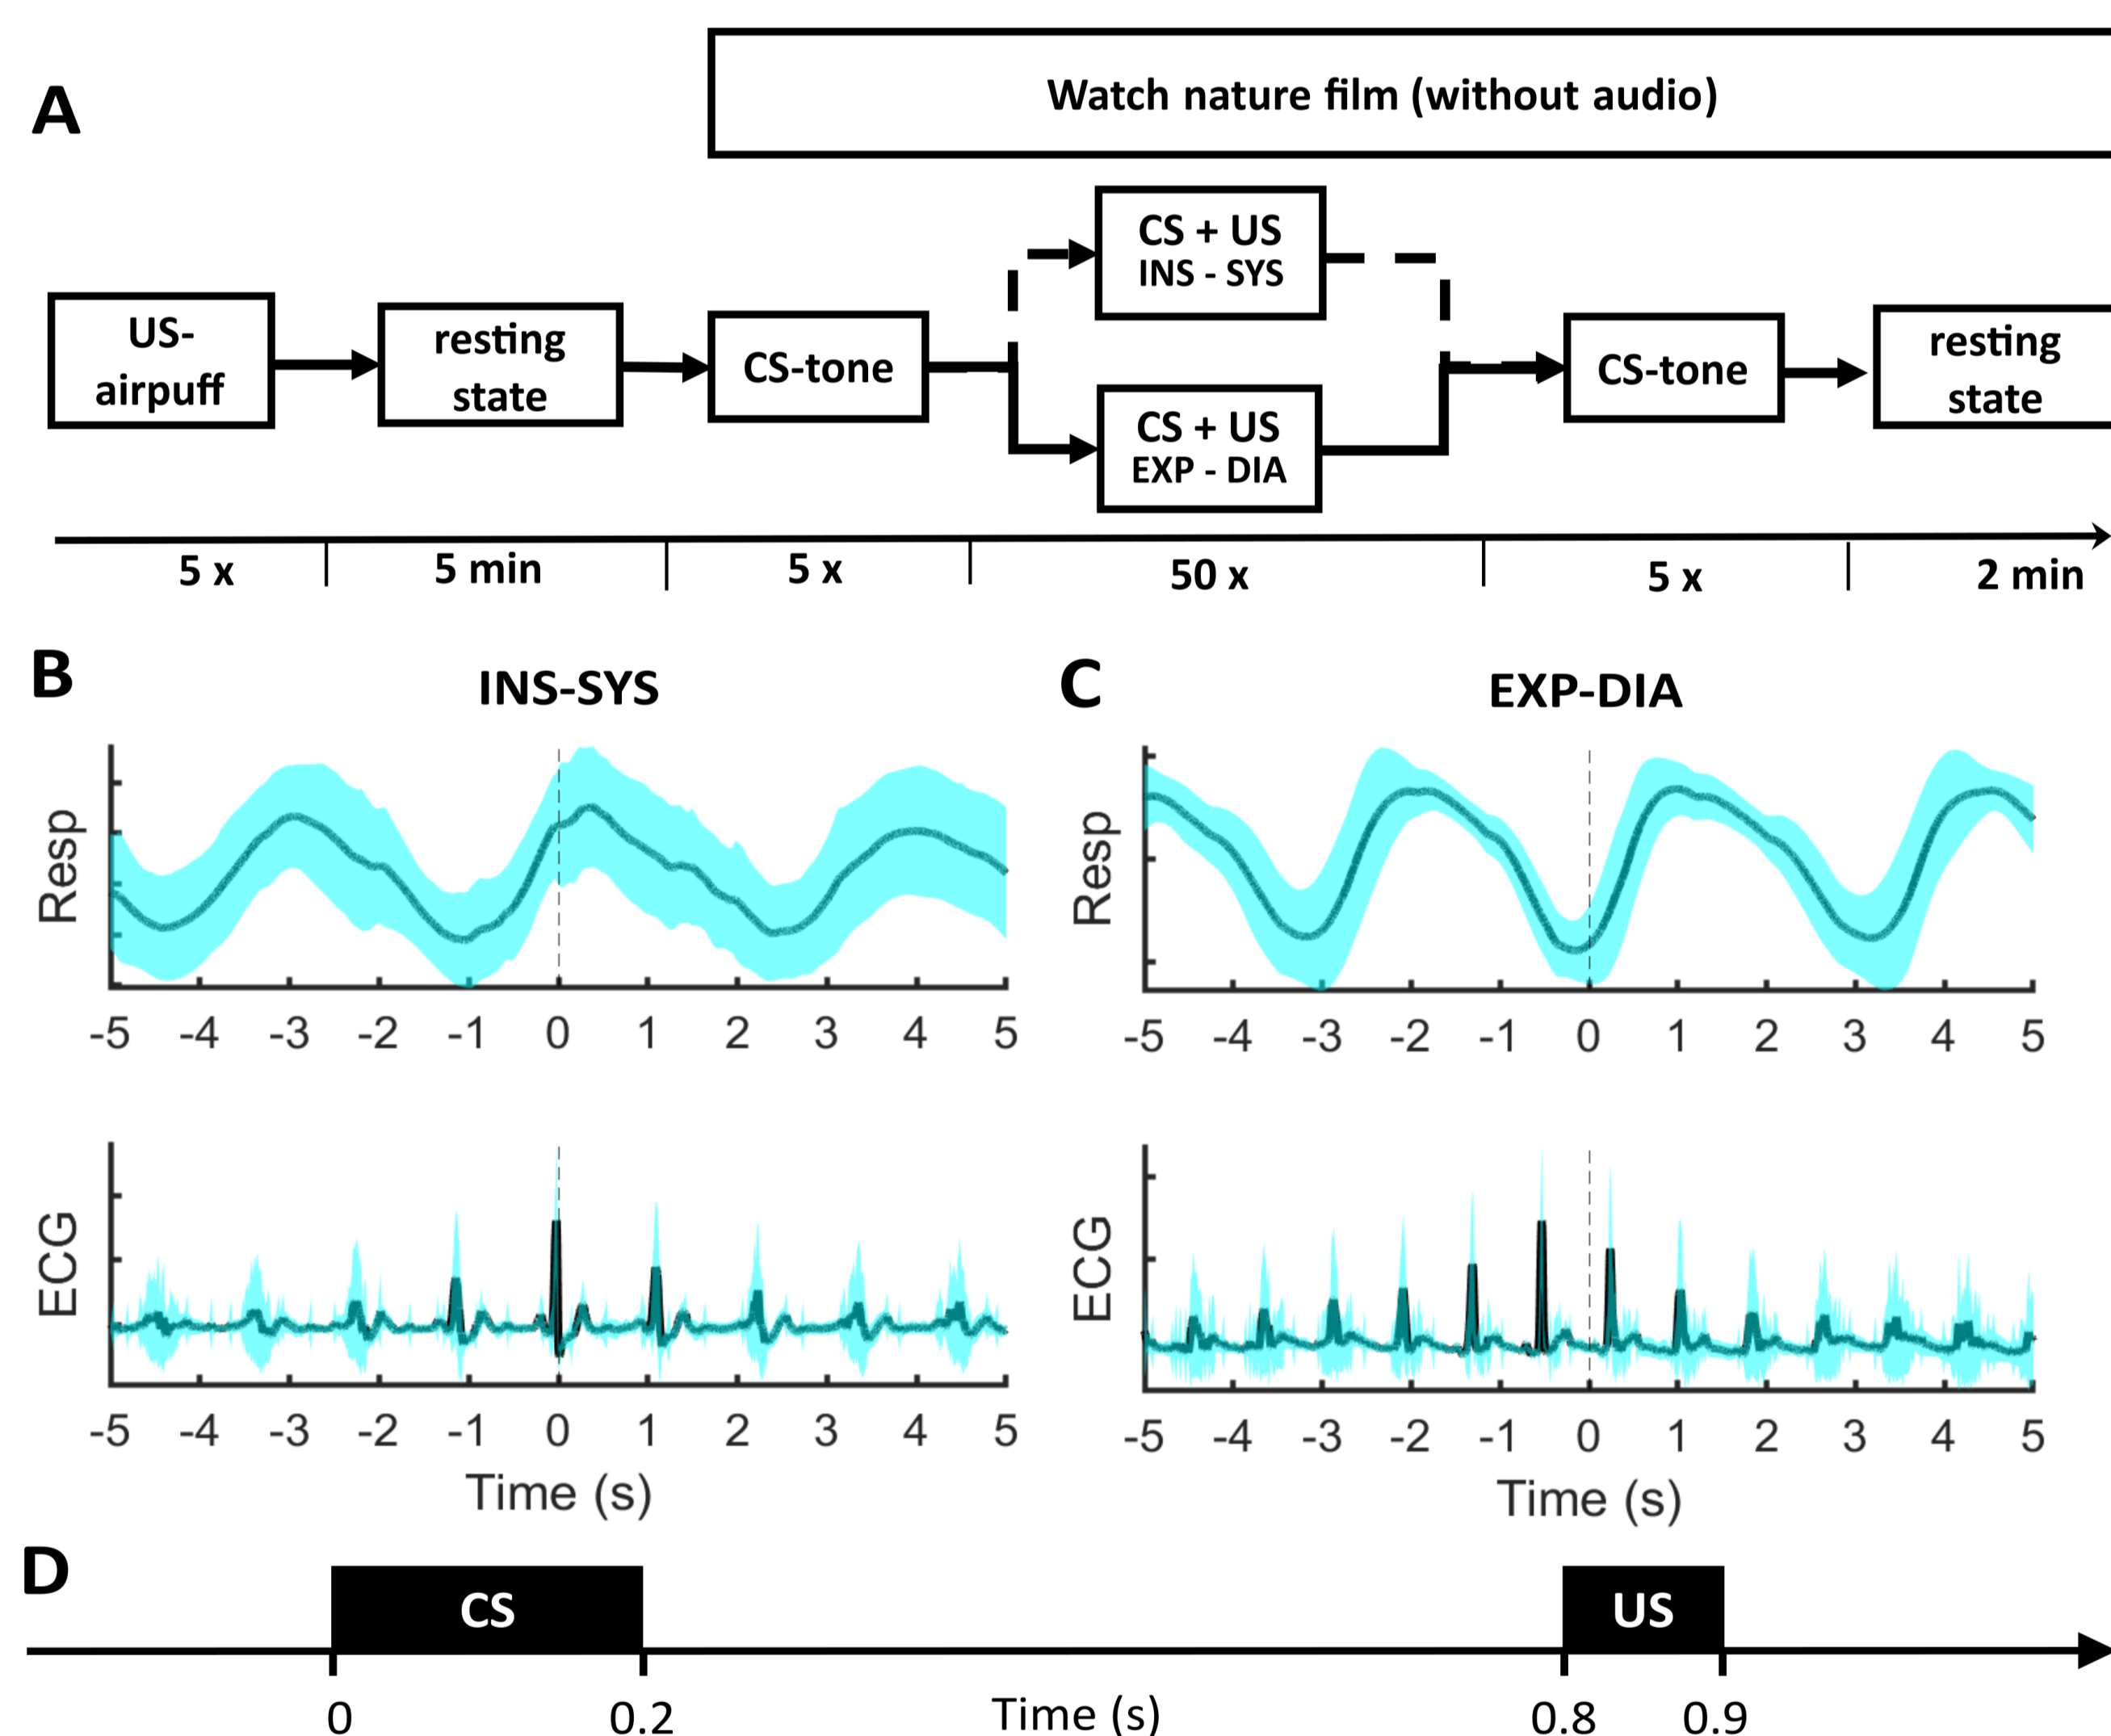 A
Watch nature film (without audio)
US-
airpuff
resting
state
CS-tone
CS + US
INS - SYS
CS + US
EXP - DIA
CS-tone
resting
state
5 x
5 min
5 x
50 x
5 x
2 min
B
INS-SYS
Resp
-5 -4 -3 -2 -1 0 1 2 3 4 5
ECG
-5 -4 -3 -2 -1 0 1 2 3 4 5
Time (s)
C
EXP-DIA
Resp
-5 -4 -3 -2 -1 0 1 2 3 4 5
ECG
-5 -4 -3 -2 -1 0 1 2 3 4 5
Time (s)
D
CS
US
0
0.2
Time (s)
0.8
0.9